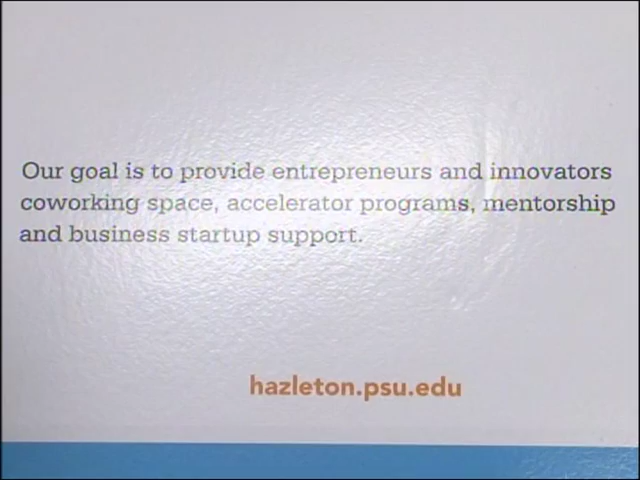 Our goal is to provide entrepreneurs and innovators
coworking space, accelerator programs, mentorship
and business startup support.
hazleton.psu.edu